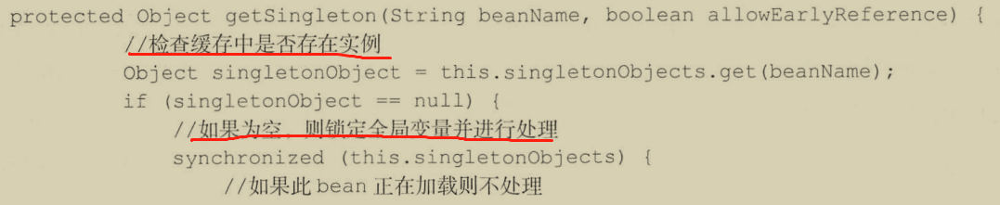 protected Object getSingleton(String beanName, boolean allowEarlyReference) {
//检查缓存中是否存在实例
Object singletonObject = this.singletonObjects.get(beanName);
if (singletonObject == null) {
//如果为空，则锁定全局变量并进行处理
synchronized (this.singletonObjects) {
//如果此 bean 正在加载则不处理